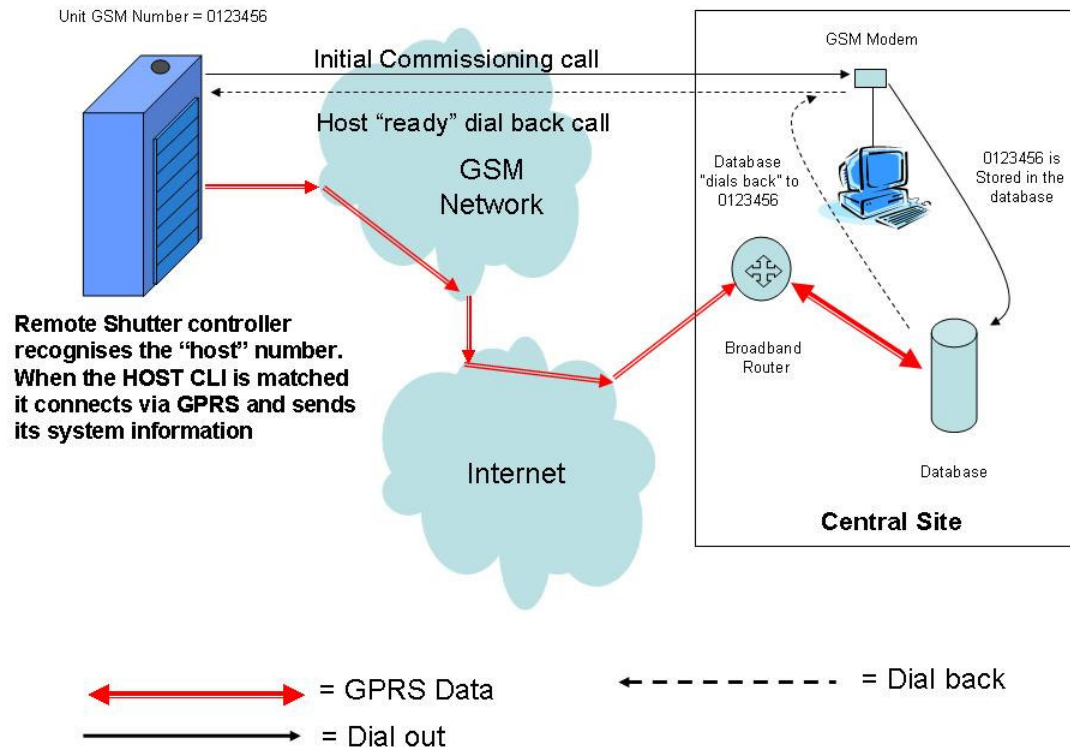 Unit GSM Number = 0123456
GSM Modem
Initial Commissioning call
Host "ready" dial back call
GSM
Network
Database
"dials back" to
0123456
0123456 is
Stored in the
database
Remote Shutter controller
recognises the “host” number.
When the HOST CLI is matched
it connects via GPRS and sends
its system information
Broadband
Router
Internet
Database
Central Site
= GPRS Data
= Dial back
= Dial out